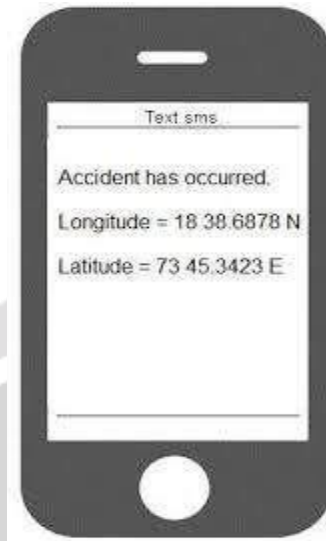 Text sms
Accident has occurred.
Longitude = 18 38.6878 N
Latitude = 73 45.3423 E